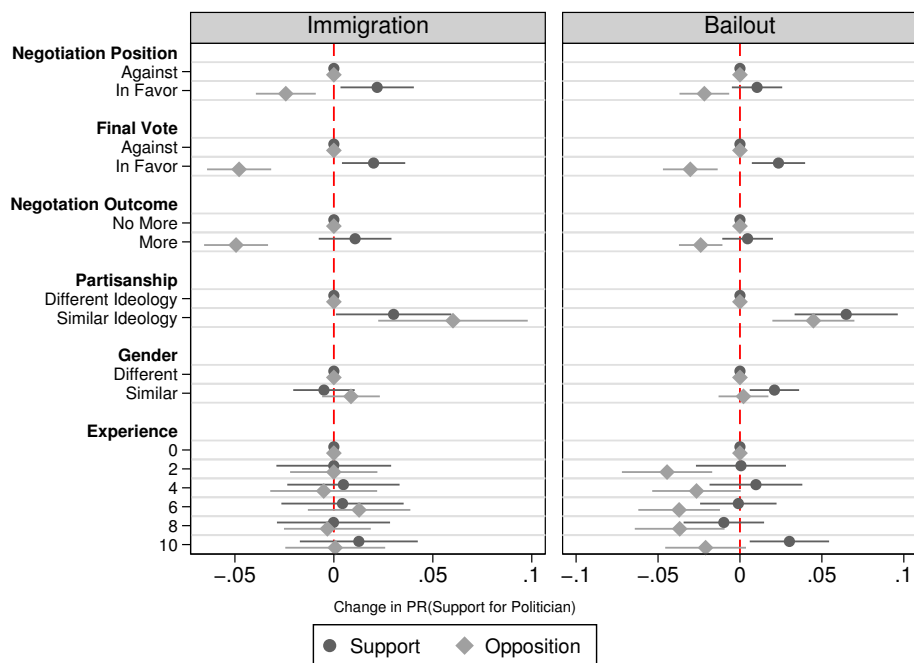 Immigration Bailout
Negotiation Position
Against
In Favor
Final Vote
Against
In Favor
Negotation Outcome
No More
More
Partisanship
Different Ideology
Similar Ideology
Gender
Different
Similar
Experience
0
2
4
6
8
10
−.05 0 .05 .1 −.1 −.05 0 .05 .1
Change in PR(Support for Politician)
Support Opposition